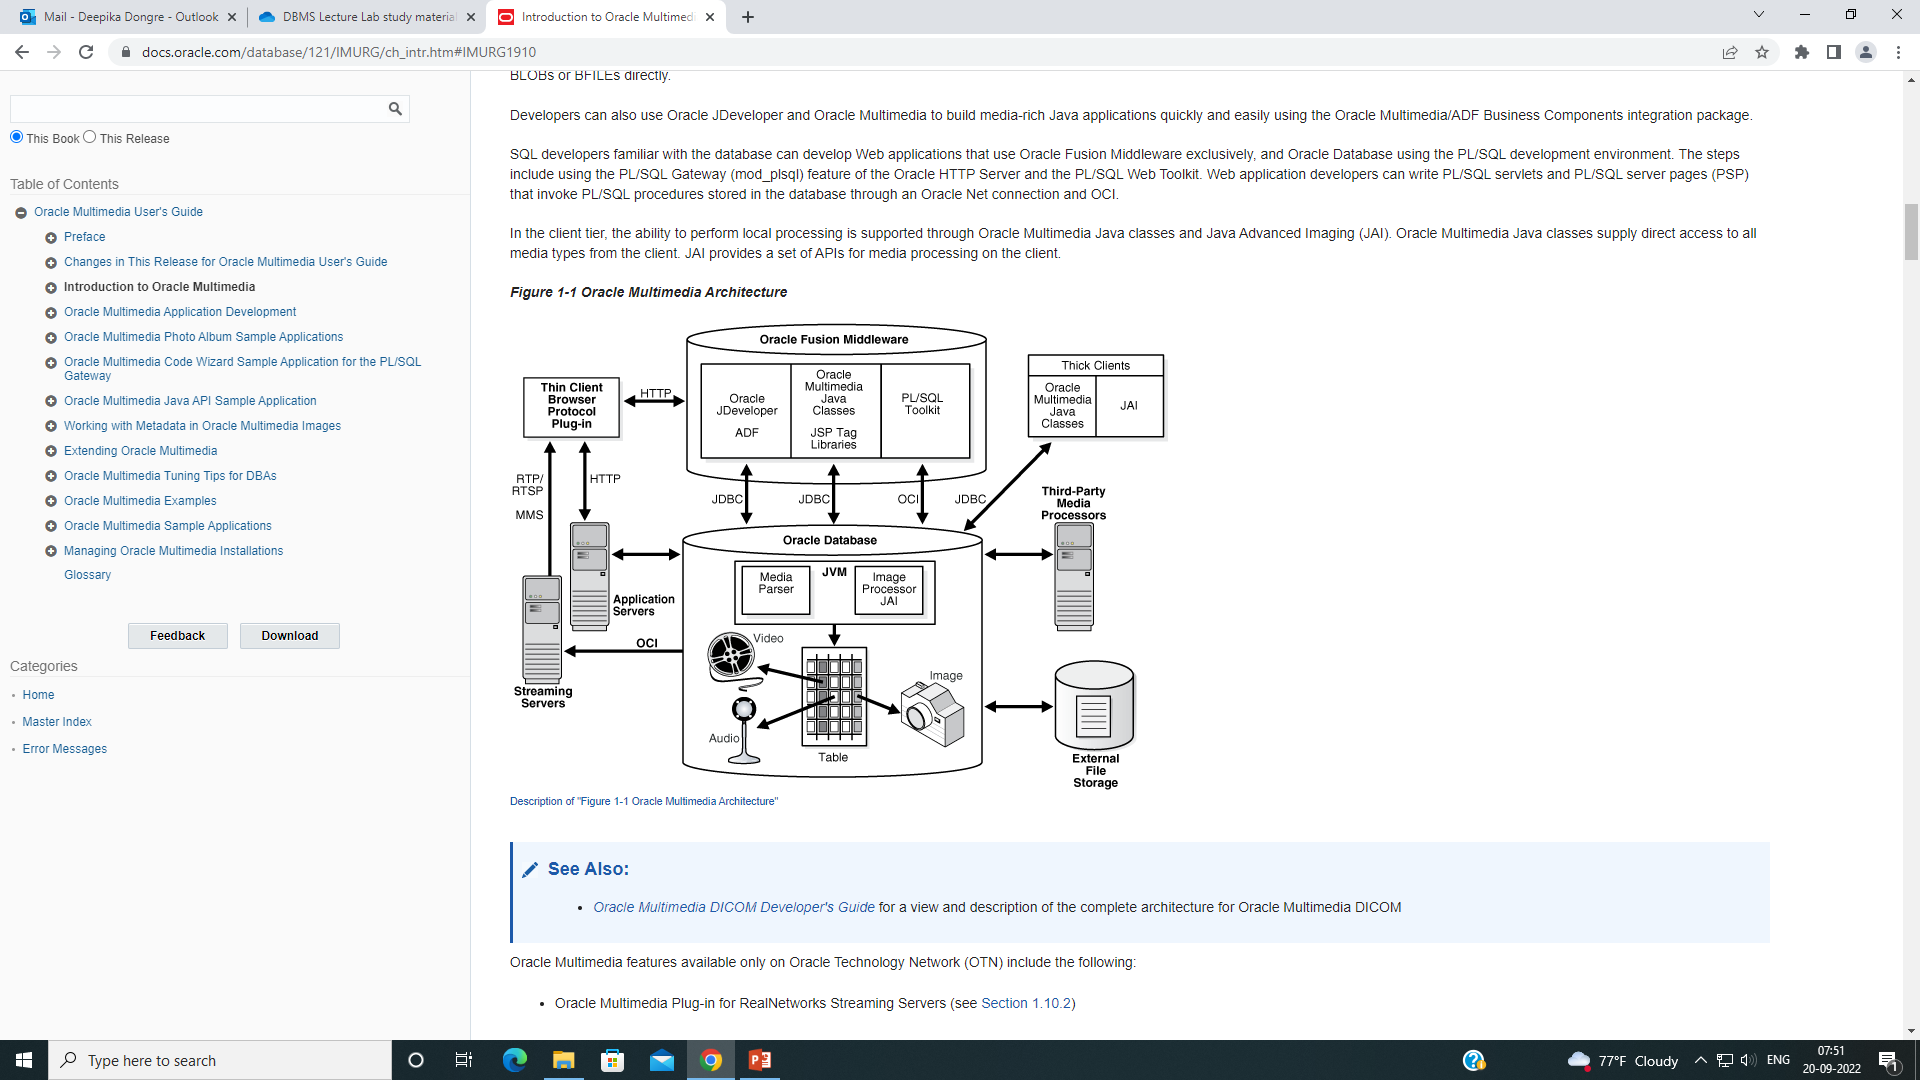 Mail - Deepika Dongre - Outlook
DBMS Lecture Lab study material
Introduction to Oracle Multimed
docs.oracle.com/database/121/IMURG/ch_intr.htm#IMURG1910
This Book This Release
Table of Contents
Oracle Multimedia User's Guide
Preface
Changes in This Release for Oracle Multimedia User's Guide
Introduction to Oracle Multimedia
Oracle Multimedia Application Development
Oracle Multimedia Photo Album Sample Applications
Oracle Multimedia Code Wizard Sample Application for the PL/SQL
Gateway
Oracle Multimedia Java API Sample Application
Working with Metadata in Oracle Multimedia Images
Extending Oracle Multimedia
Oracle Multimedia Tuning Tips for DBAs
Oracle Multimedia Examples
Oracle Multimedia Sample Applications
Managing Oracle Multimedia Installations
Glossary
Feedback
Download
Categories
Home
Master Index
Error Messages
BLOBs or BFILEs directly.
Developers can also use Oracle JDeveloper and Oracle Multimedia to build media-rich Java applications quickly and easily using the Oracle Multimedia/ADF Business Components integration package.
SQL developers familiar with the database can develop Web applications that use Oracle Fusion Middleware exclusively, and Oracle Database using the PL/SQL development environment. The steps
include using the PL/SQL Gateway (mod_plsql) feature of the Oracle HTTP Server and the PL/SQL Web Toolkit. Web application developers can write PL/SQL servlets and PL/SQL server pages (PSP)
that invoke PL/SQL procedures stored in the database through an Oracle Net connection and OCI.
In the client tier, the ability to perform local processing is supported through Oracle Multimedia Java classes and Java Advanced Imaging (JAI). Oracle Multimedia Java classes supply direct access to all
media types from the client. JAI provides a set of APIs for media processing on the client.
Figure 1-1 Oracle Multimedia Architecture
Oracle Fusion Middleware
Oracle
JDeveloper
ADF
Oracle
Multimedia
Java
Classes
JSP Tag
Libraries
PL/SQL
Toolkit
Thin Client
Browser
Protocol
Plug-in
HTTP
Thick Clients
Oracle
Multimedia
Java
Classes
JAI
RTP/
RTSP
MMS
HTTP
JDBC
JDBC
OCI
JDBC
Third-Party
Media
Processors
Oracle Database
JVM
Media
Parser
Image
Processor
JAI
Application
Servers
OCI
Streaming
Servers
Video
Audio
Table
Image
External
File
Storage
Description of "Figure 1-1 Oracle Multimedia Architecture"
See Also:
• Oracle Multimedia DICOM Developer's Guide for a view and description of the complete architecture for Oracle Multimedia DICOM
Oracle Multimedia features available only on Oracle Technology Network (OTN) include the following:
• Oracle Multimedia Plug-in for RealNetworks Streaming Servers (see Section 1.10.2)
Type here to search
77°F Cloudy
ENG
07:51
20-09-2022
1